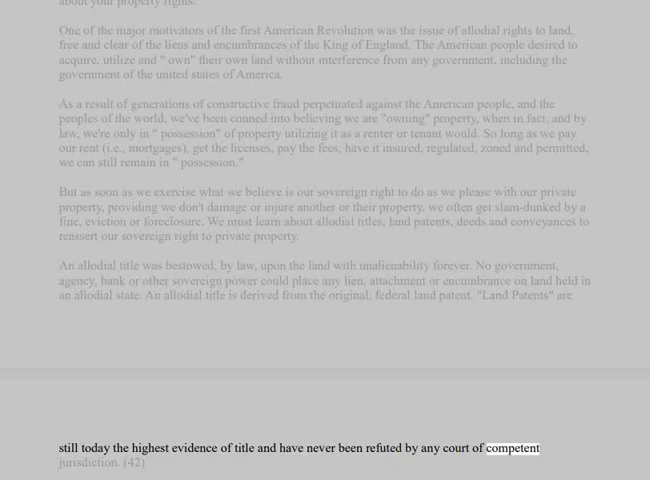 about your property rights.
One of the major motivators of the first American Revolution was the issue of allodial rights to land,
free and clear of the liens and encumbrances of the King of England. The American people desired to
acquire, utilize and " own" their own land without interference from any government, including the
government of the united states of America.
As a result of generations of constructive fraud perpetuated against the American people, and the
peoples of the world, we've been conned into believing we are "owning" property, when in fact, and by
law, we're only in " possession" of property utilizing it as a renter or tenant would. So long as we pay
our rent (i.e., mortgages), get the licenses, pay the fees, have it insured, regulated, zoned and permitted,
we can still remain in " possession."
But as soon as we exercise what we believe is our sovereign right to do as we please with our private
property, providing we don't damage or injure another or their property, we often get slam-dunked by a
fine, eviction or foreclosure. We must learn about allodial titles, land patents, deeds and conveyances to
reassert our sovereign right to private property.
An allodial title was bestowed, by law, upon the land with unalienability forever. No government,
agency, bank or other sovereign power could place any lien, attachment or encumbrance on land held in
an allodial state. An allodial title is derived from the original, federal land patent. "Land Patents" are
still today the highest evidence of title and have never been refuted by any court of competent
jurisdiction. (42)